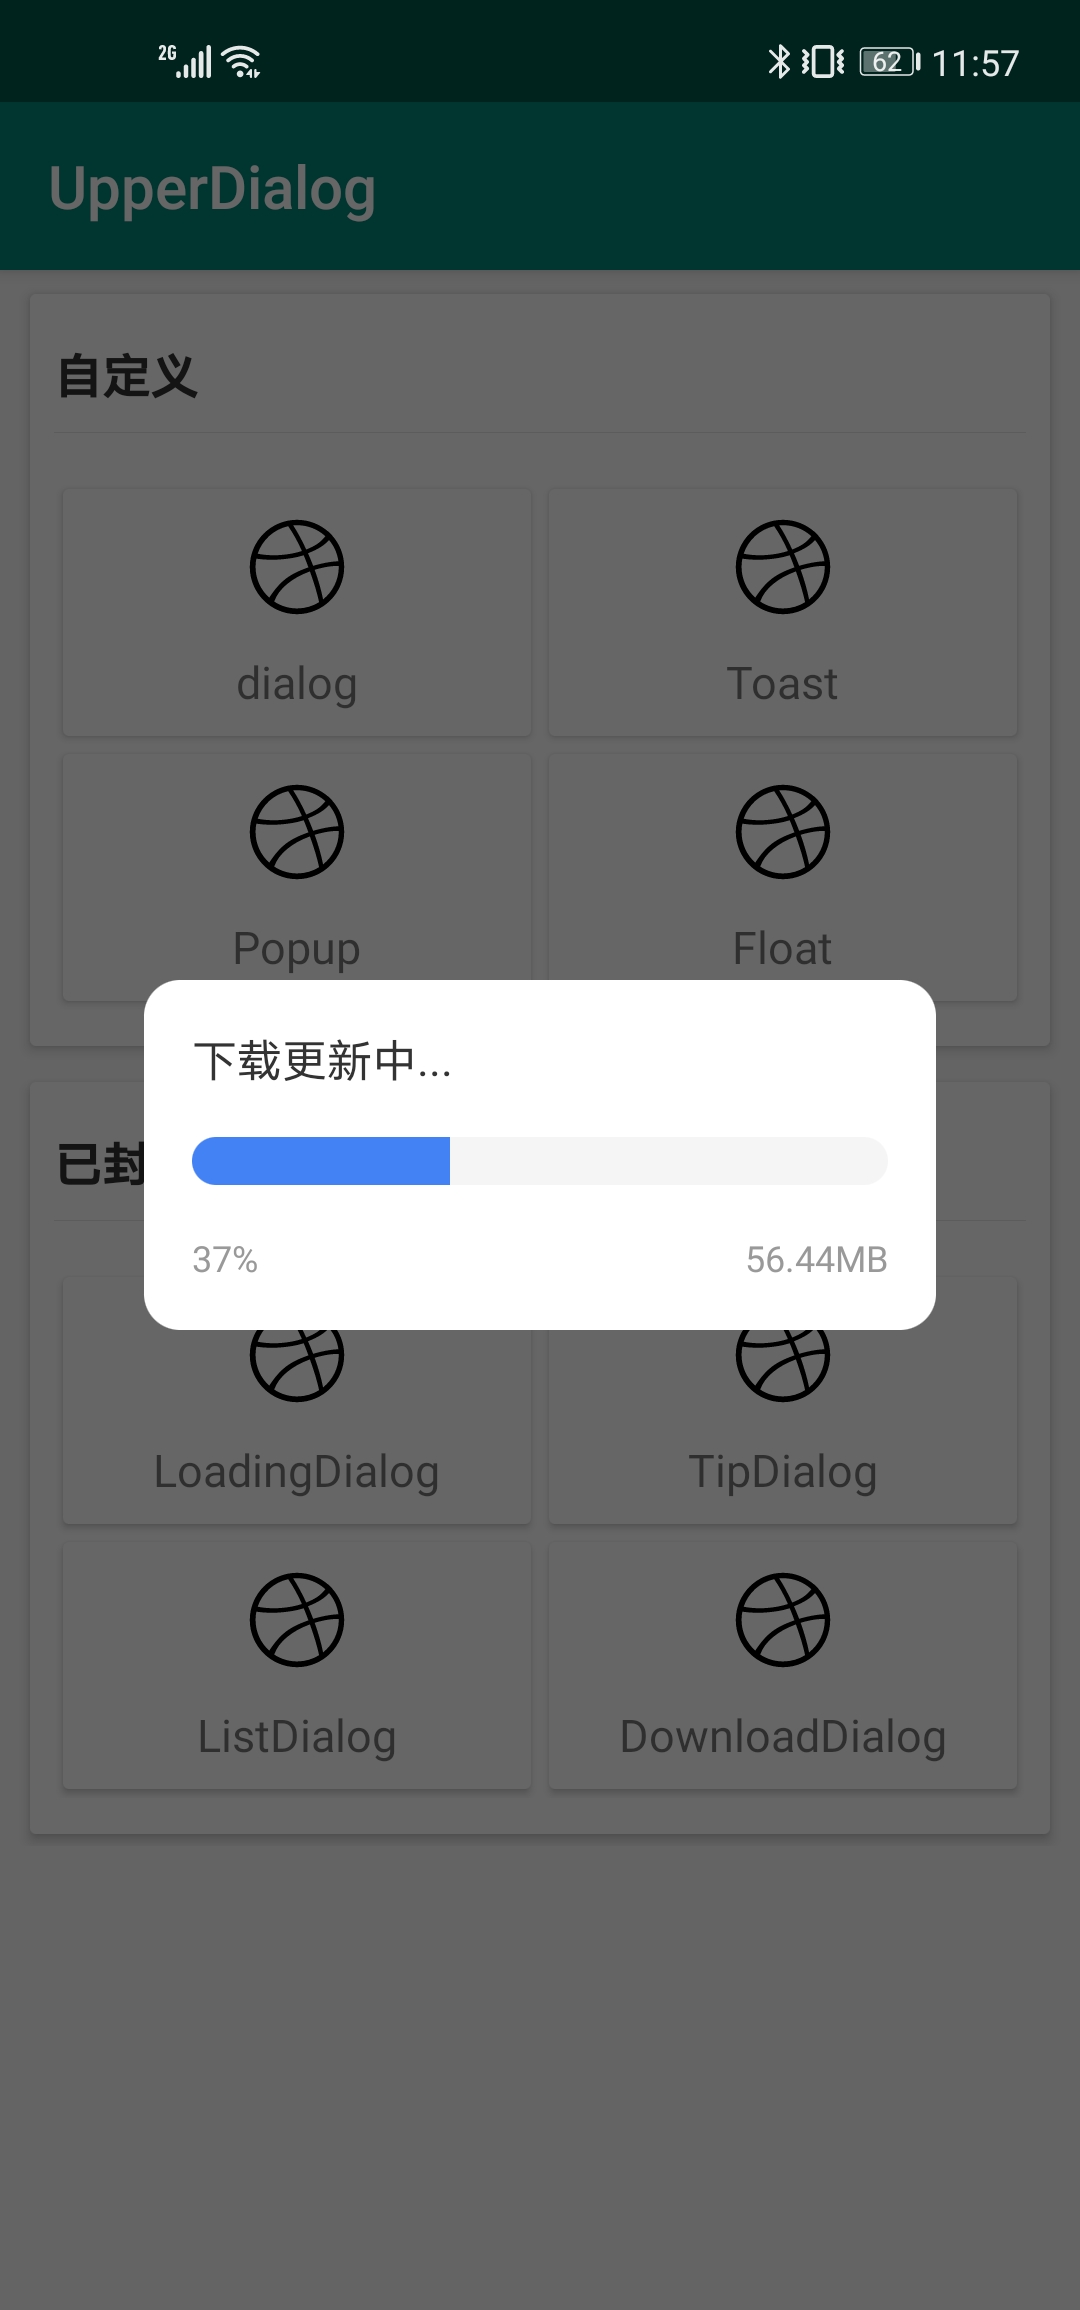 2G 62 11:57
UpperDialog
自定义
dialog Toast
Popup Float
下载更新中...
已封
37% 56.44MB
LoadingDialog TipDialog
ListDialog DownloadDialog